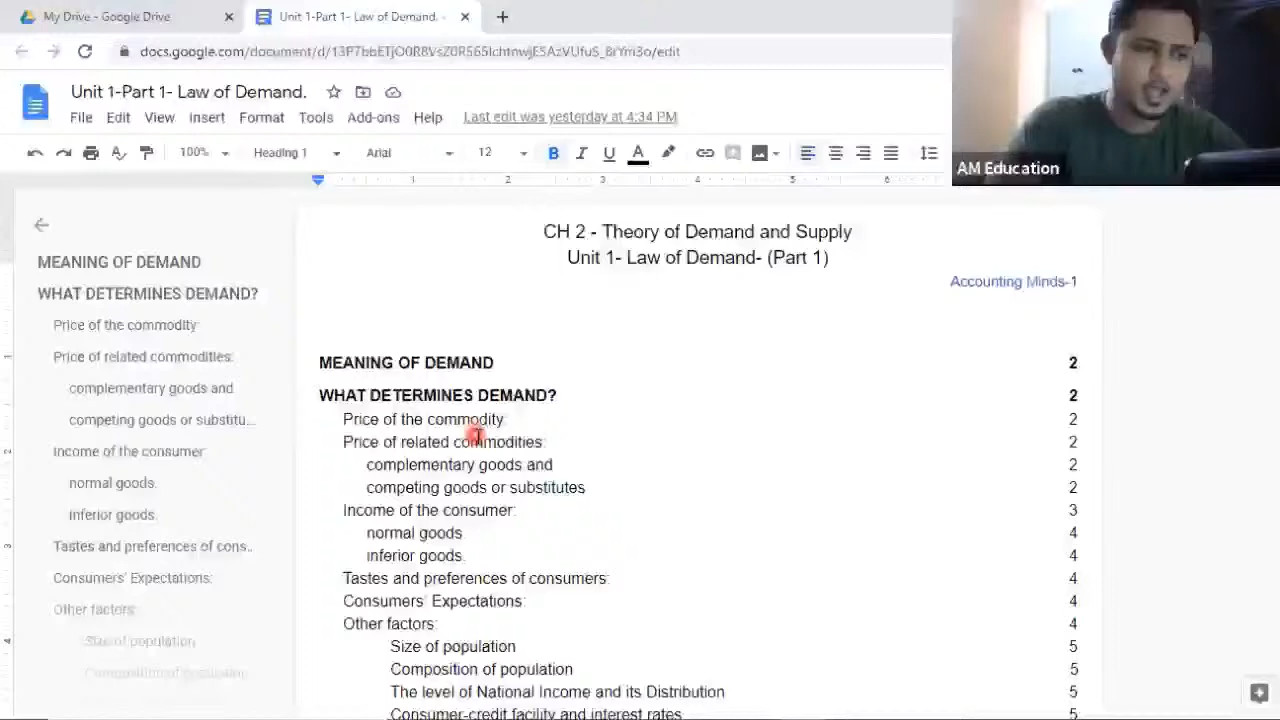 My Drive - Google Drive
Unit 1-Part 1- Law of Demand. -
Unit 1-Part 1- Law of Demand.
File Edit View Insert Format Tools Add-ons Help Last edit was yesterday at 4:34 PM
100% Heading 1 Arial 12 B I U A
1 2 3 4 5 6
AM Education
CH 2 - Theory of Demand and Supply
Unit 1- Law of Demand- (Part 1)
Accounting Minds-1
MEANING OF DEMAND
WHAT DETERMINES DEMAND?
Price of the commodity:
Price of related commodities:
complementary goods and
competing goods or substitu...
Income of the consumer:
normal goods.
inferior goods.
Tastes and preferences of cons...
Consumers' Expectations:
Other factors:
Size of population
Composition of population
MEANING OF DEMAND 2
WHAT DETERMINES DEMAND? 2
Price of the commodity: 2
Price of related commodities: 2
complementary goods and 2
competing goods or substitutes 2
Income of the consumer: 3
normal goods. 4
inferior goods. 4
Tastes and preferences of consumers: 4
Consumers' Expectations: 4
Other factors: 4
Size of population 5
Composition of population 5
The level of National Income and its Distribution 5
Consumer-credit facility and interest rates 5